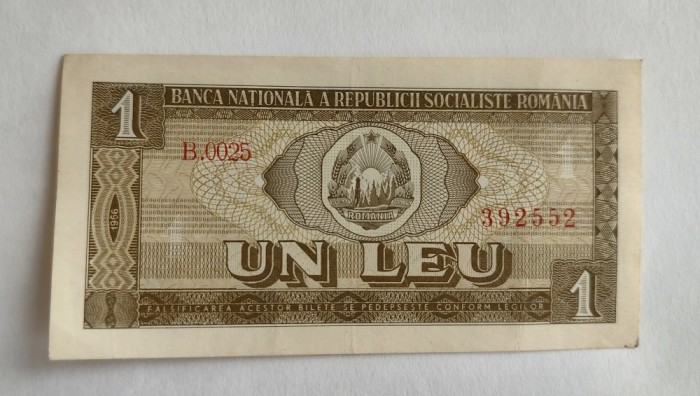 1
BANCA NATIONALĂ A REPUBLICII SOCIALISTE ROMÂNIA
B.0025
1966
ROMANIA
392552
UN LEU
1
FALSIFICAREA ACESTOR BILETE SE PEDEPSEȘTE CONFORM LEGILOR